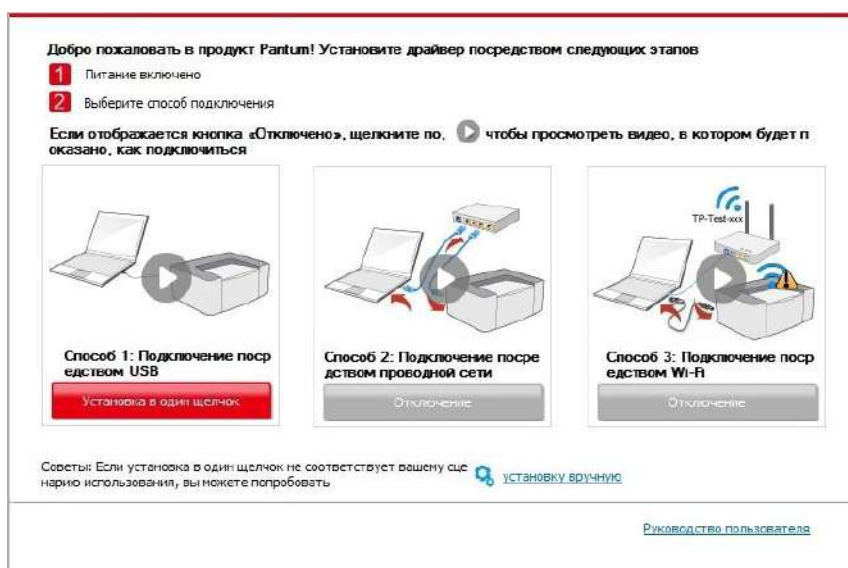 Добро пожаловать в продукт Pantum! Установите драйвер посредством следующих этапов
1 Питание включено
2 Выберите способ подключения
Если отображается кнопка «Отключено», щелкните по, чтобы просмотреть видео, в котором будет п
оказано, как подключиться
TP-Test-xxx
Способ 1: Подключение поср
едством USB
Установка в один щелчок
Способ 2: Подключение посре
дством проводной сети
Отключение
Способ 3: Подключение поср
едством Wi-Fi
Отключение
Советы: Если установка в один щелчок не соответствует вашему сце
нарию использования, вы можете попробовать
установку вручную
Руководство пользователя